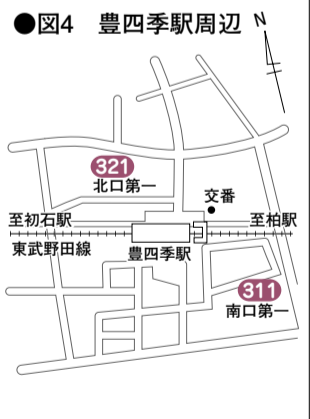 ●図4 豊四季駅周辺
N
321
北口第一
交番
至初石駅
至柏駅
東武野田線
豊四季駅
311
南口第一